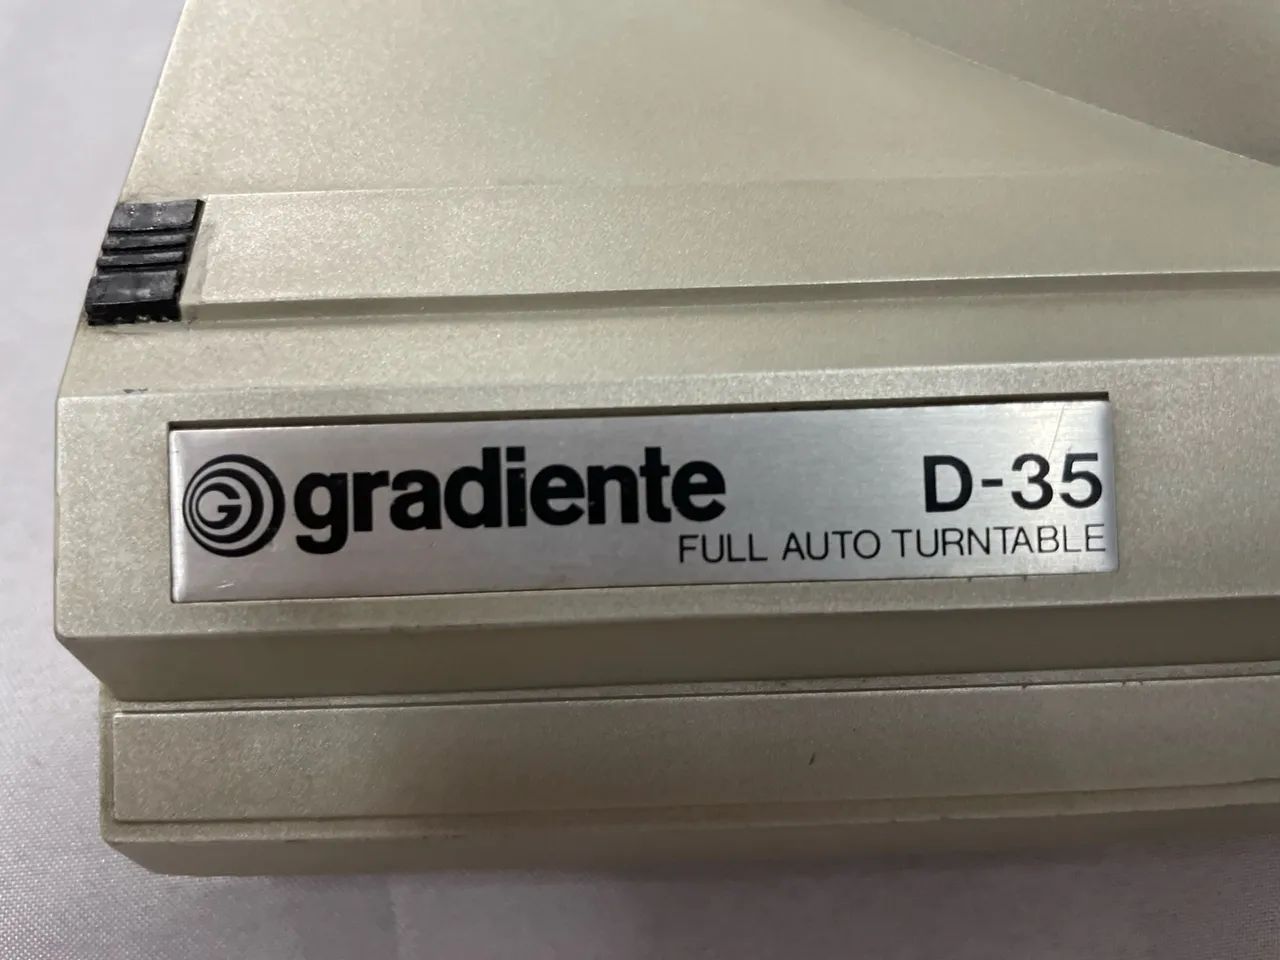 G gradiente D-35
FULL AUTO TURNTABLE